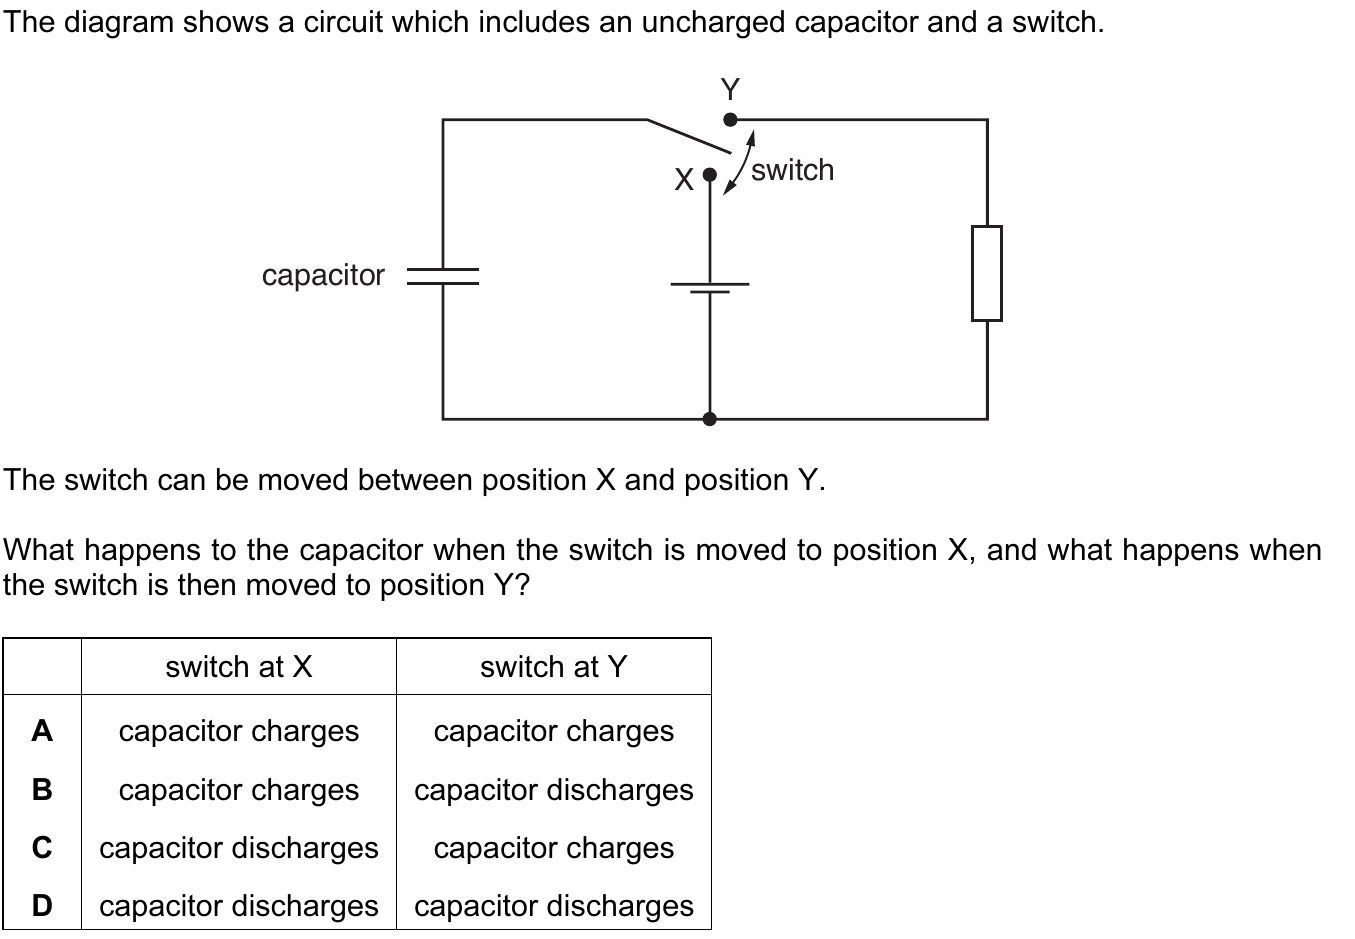 The diagram shows a circuit which includes an uncharged capacitor and a switch.
Y
switch
X
capacitor
The switch can be moved between position X and position Y.
What happens to the capacitor when the switch is moved to position X, and what happens when
the switch is then moved to position Y?
switch at X switch at Y
A capacitor charges capacitor charges
B capacitor charges capacitor discharges
C capacitor discharges capacitor charges
D capacitor discharges capacitor discharges